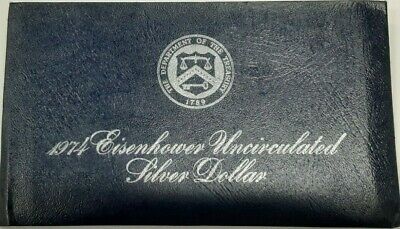 THE DEPARTMENT OF THE TREASURY
1789
1974 Eisenhower Uncirculated
Silver Dollar